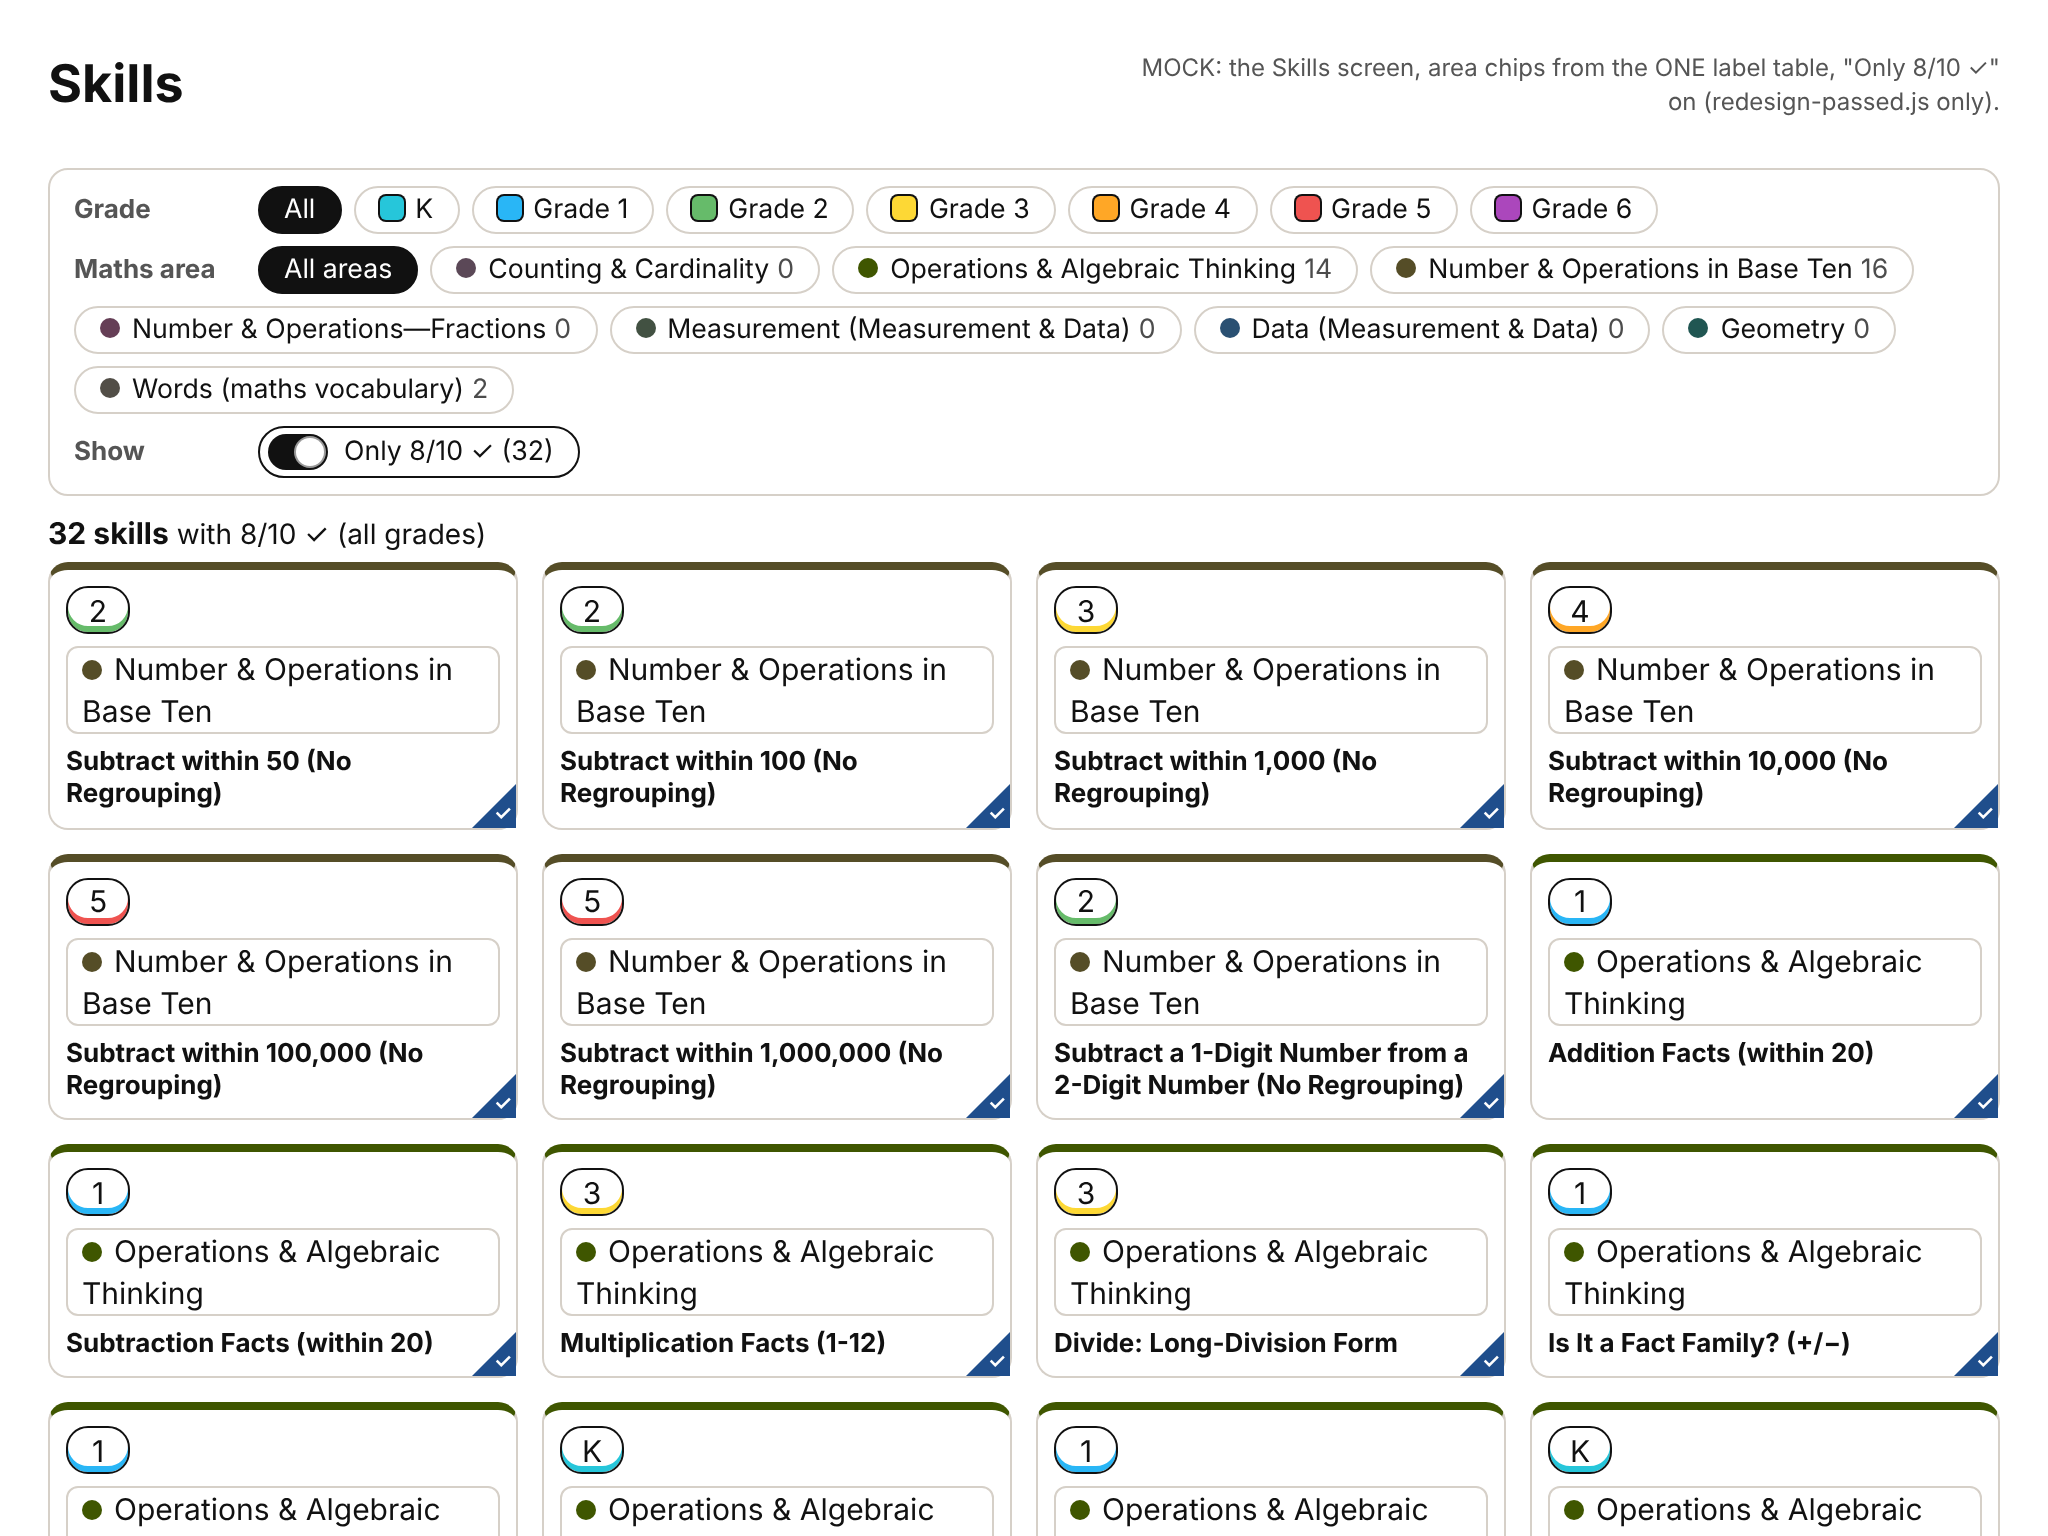 Skills
MOCK: the Skills screen, area chips from the ONE label table, "Only 8/10 ✓"
on (redesign-passed.js only).
Grade All K Grade 1 Grade 2 Grade 3 Grade 4 Grade 5 Grade 6
Maths area All areas Counting & Cardinality 0 Operations & Algebraic Thinking 14 Number & Operations in Base Ten 16
Number & Operations—Fractions 0 Measurement (Measurement & Data) 0 Data (Measurement & Data) 0 Geometry 0
Words (maths vocabulary) 2
Show Only 8/10 ✓ (32)
32 skills with 8/10 ✓ (all grades)
2
Number & Operations in
Base Ten
Subtract within 50 (No
Regrouping)
✓
2
Number & Operations in
Base Ten
Subtract within 100 (No
Regrouping)
✓
3
Number & Operations in
Base Ten
Subtract within 1,000 (No
Regrouping)
✓
4
Number & Operations in
Base Ten
Subtract within 10,000 (No
Regrouping)
✓
5
Number & Operations in
Base Ten
Subtract within 100,000 (No
Regrouping)
✓
5
Number & Operations in
Base Ten
Subtract within 1,000,000 (No
Regrouping)
✓
2
Number & Operations in
Base Ten
Subtract a 1-Digit Number from a
2-Digit Number (No Regrouping)
✓
1
Operations & Algebraic
Thinking
Addition Facts (within 20)
✓
1
Operations & Algebraic
Thinking
Subtraction Facts (within 20)
✓
3
Operations & Algebraic
Thinking
Multiplication Facts (1-12)
✓
3
Operations & Algebraic
Thinking
Divide: Long-Division Form
✓
1
Operations & Algebraic
Thinking
Is It a Fact Family? (+/−)
✓
1
Operations & Algebraic
K
Operations & Algebraic
1
Operations & Algebraic
K
Operations & Algebraic